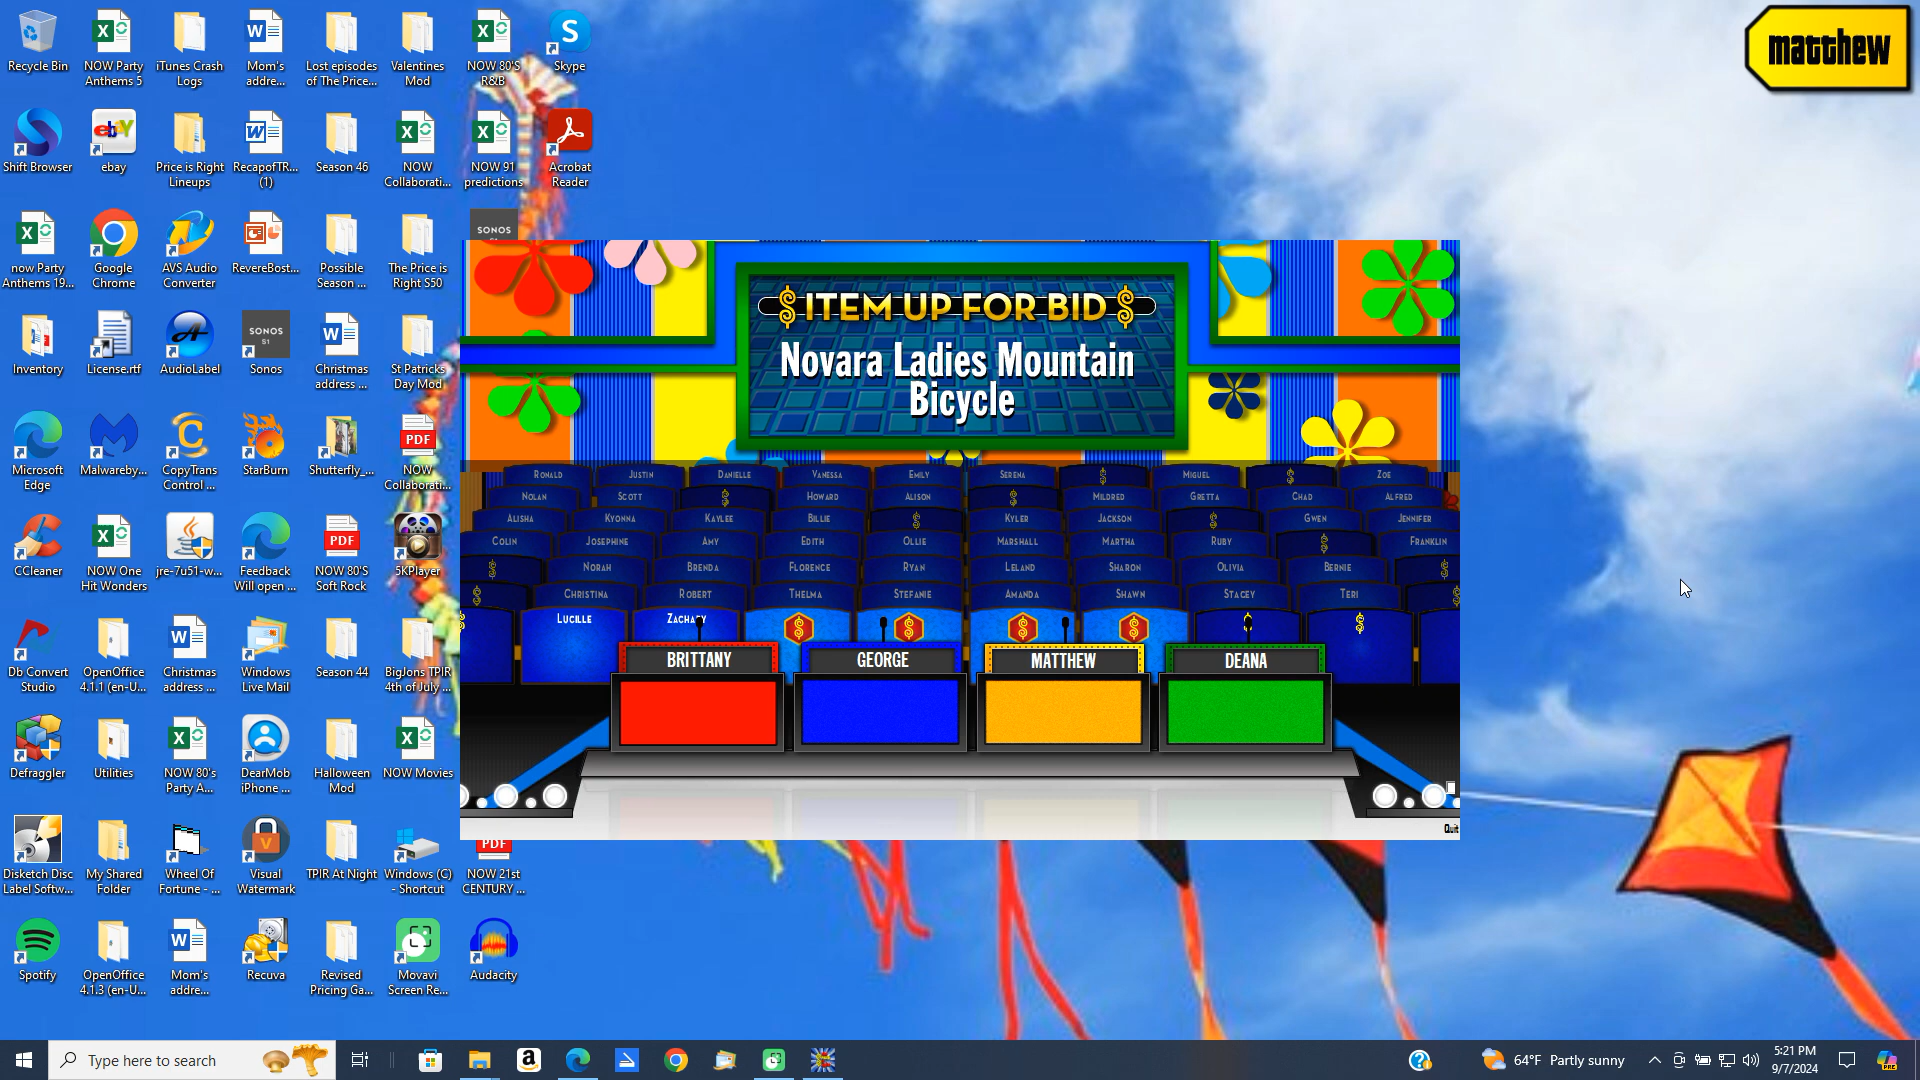 Recycle Bin
NOW Party
Anthems 5
iTunes Crash
Logs
Mom's
addre...
Lost episodes
of The Price...
Valentines
Mod
NOW 80'S
R&B
Skype
matthew
Shift Browser
ebay
ebay
Price is Right
Lineups
RecapofTR...
(1)
Season 46
NOW
Collaborati...
NOW 91
predictions
Acrobat
Reader
now Party
Anthems 19...
Google
Chrome
AVS Audio
Converter
RevereBost...
Possible
Season ...
The Price is
Right S50
SONOS
S1
Inventory
License.rtf
AudioLabel
SONOS
S1
Sonos
Christmas
address ...
St Patricks
Day Mod
Microsoft
Edge
Malwareby...
CopyTrans
Control ...
StarBurn
Shutterfly_...
PDF
NOW
Collaborati...
CCleaner
NOW One
Hit Wonders
jre-7u51-w...
Feedback
Will open ...
PDF
NOW 80'S
Soft Rock
5KPlayer
Db Convert
Studio
OpenOffice
4.1.1 (en-U...
Christmas
address ...
Windows
Live Mail
Season 44
BigJons TPIR
4th of July ...
Defraggler
Utilities
NOW 80's
Party A...
DearMob
iPhone ...
Halloween
Mod
NOW Movies
Disketch Disc
Label Softw...
My Shared
Folder
Wheel Of
Fortune - ...
Visual
Watermark
TPIR At Night
Windows (C)
- Shortcut
PDF
NOW 21st
CENTURY ...
Spotify
OpenOffice
4.1.3 (en-U...
Mom's
addre...
Recuva
Revised
Pricing Ga...
Movavi
Screen Re...
Audacity
$ ITEM UP FOR BID $
Novara Ladies Mountain
Bicycle
RONALD JUSTIN DANIELLE VANESSA EMILY SERENA $ MIGUEL $ ZOE
NOLAN SCOTT $ HOWARD ALISON $ MILDRED GRETTA CHAD ALFRED
ALISHA KYONNA KAYLEE BILLIE $ KYLER JACKSON $ GWEN JENNIFER
COLIN JOSEPHINE AMY EDITH OLLIE MARSHALL MARTHA RUBY $ FRANKLIN
$ NORAH BRENDA FLORENCE RYAN LELAND SHARON OLIVIA BERNIE $
$ CHRISTINA ROBERT THELMA STEFANIE AMANDA SHAWN STACEY TERI $
$ LUCILLE ZACHARY $ $ $ $ $ $
BRITTANY GEORGE MATTHEW DEANA
Quit
Type here to search
64°F Partly sunny
5:21 PM
9/7/2024